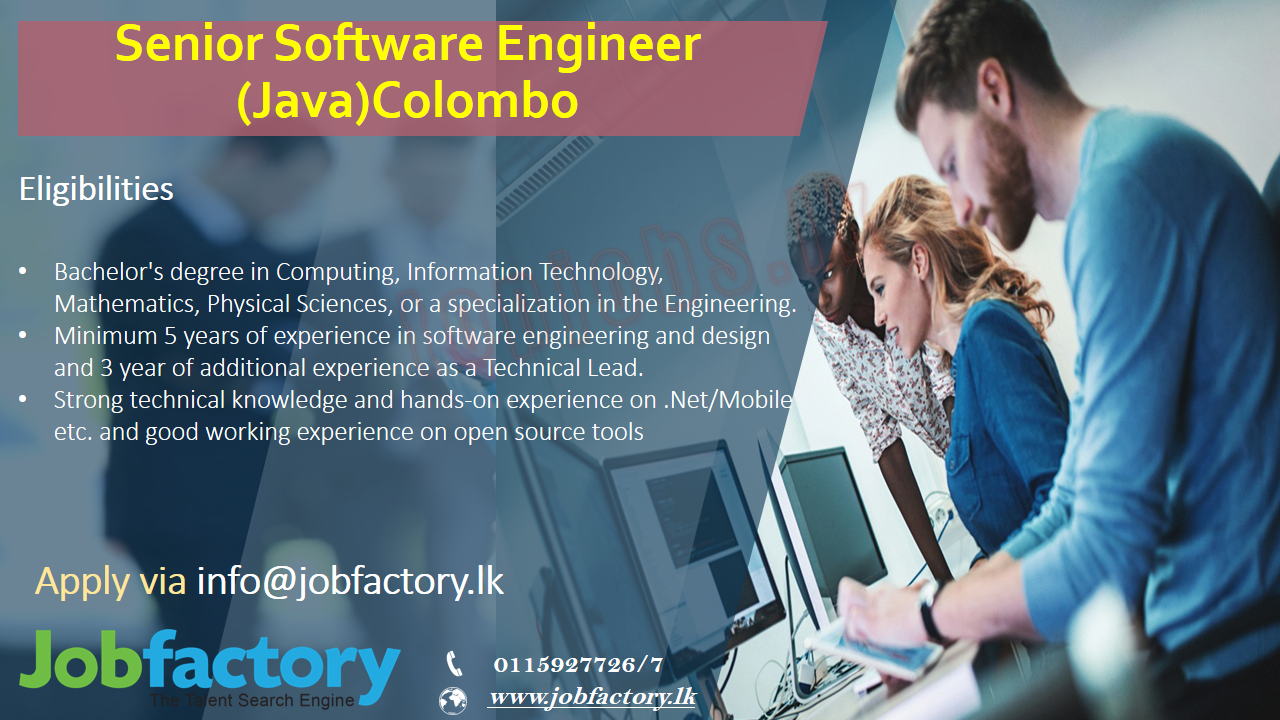 Senior Software Engineer
(Java)Colombo
Eligibilities
• Bachelor's degree in Computing, Information Technology,
Mathematics, Physical Sciences, or a specialization in the Engineering.
• Minimum 5 years of experience in software engineering and design
and 3 year of additional experience as a Technical Lead.
• Strong technical knowledge and hands-on experience on .Net/Mobile
etc. and good working experience on open source tools
Apply via info@jobfactory.lk
Jobfactory
The Talent Search Engine
0115927726/7
www.jobfactory.lk